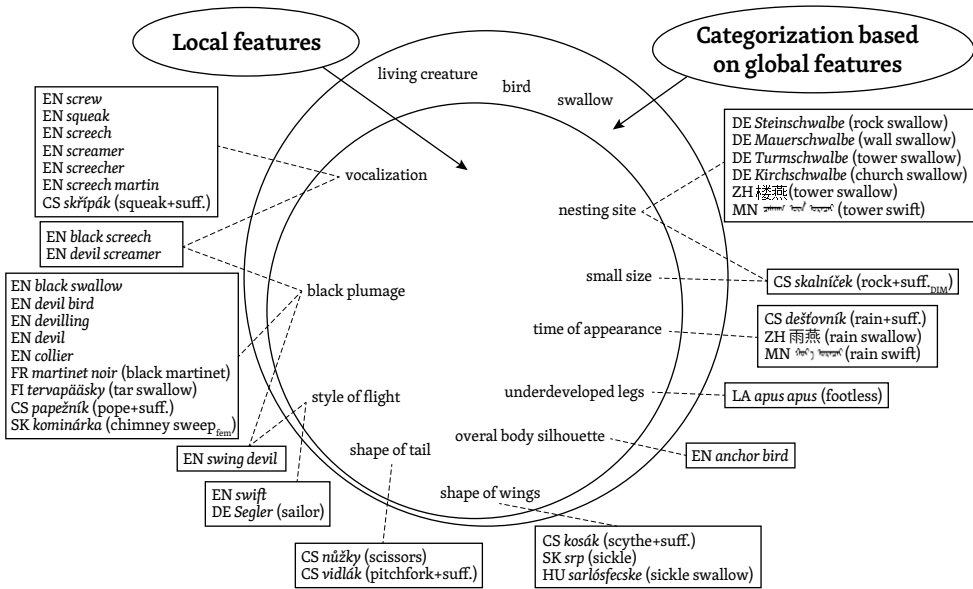 Local features
Categorization based
on global features
living creature
bird
swallow
EN screw
EN squeak
EN screech
EN screamer
EN screecher
EN screech martin
CS skřípák (squeak+suff.)
vocalization
DE Steinschwalbe (rock swallow)
DE Mauerschwalbe (wall swallow)
DE Turmschwalbe (tower swallow)
DE Kirchschwalbe (church swallow)
ZH 楼燕(tower swallow)
MN (tower swift)
nesting site
EN black screech
EN devil screamer
small size
CS skalníček (rock+suff.DIM)
EN black swallow
EN devil bird
EN devilling
EN devil
EN collier
FR martinet noir (black martinet)
FI tervapääsky (tar swallow)
CS papežník (pope+suff.)
SK kominárka (chimney sweepfem)
black plumage
time of appearance
CS dešťovník (rain+suff.)
ZH 雨燕 (rain swallow)
MN (rain swift)
style of flight
underdeveloped legs
LA apus apus (footless)
EN swing devil
shape of tail
overal body silhouette
EN anchor bird
EN swift
DE Segler (sailor)
shape of wings
CS nůžky (scissors)
CS vidlák (pitchfork+suff.)
CS kosák (scythe+suff.)
SK srp (sickle)
HU sarlósfecske (sickle swallow)